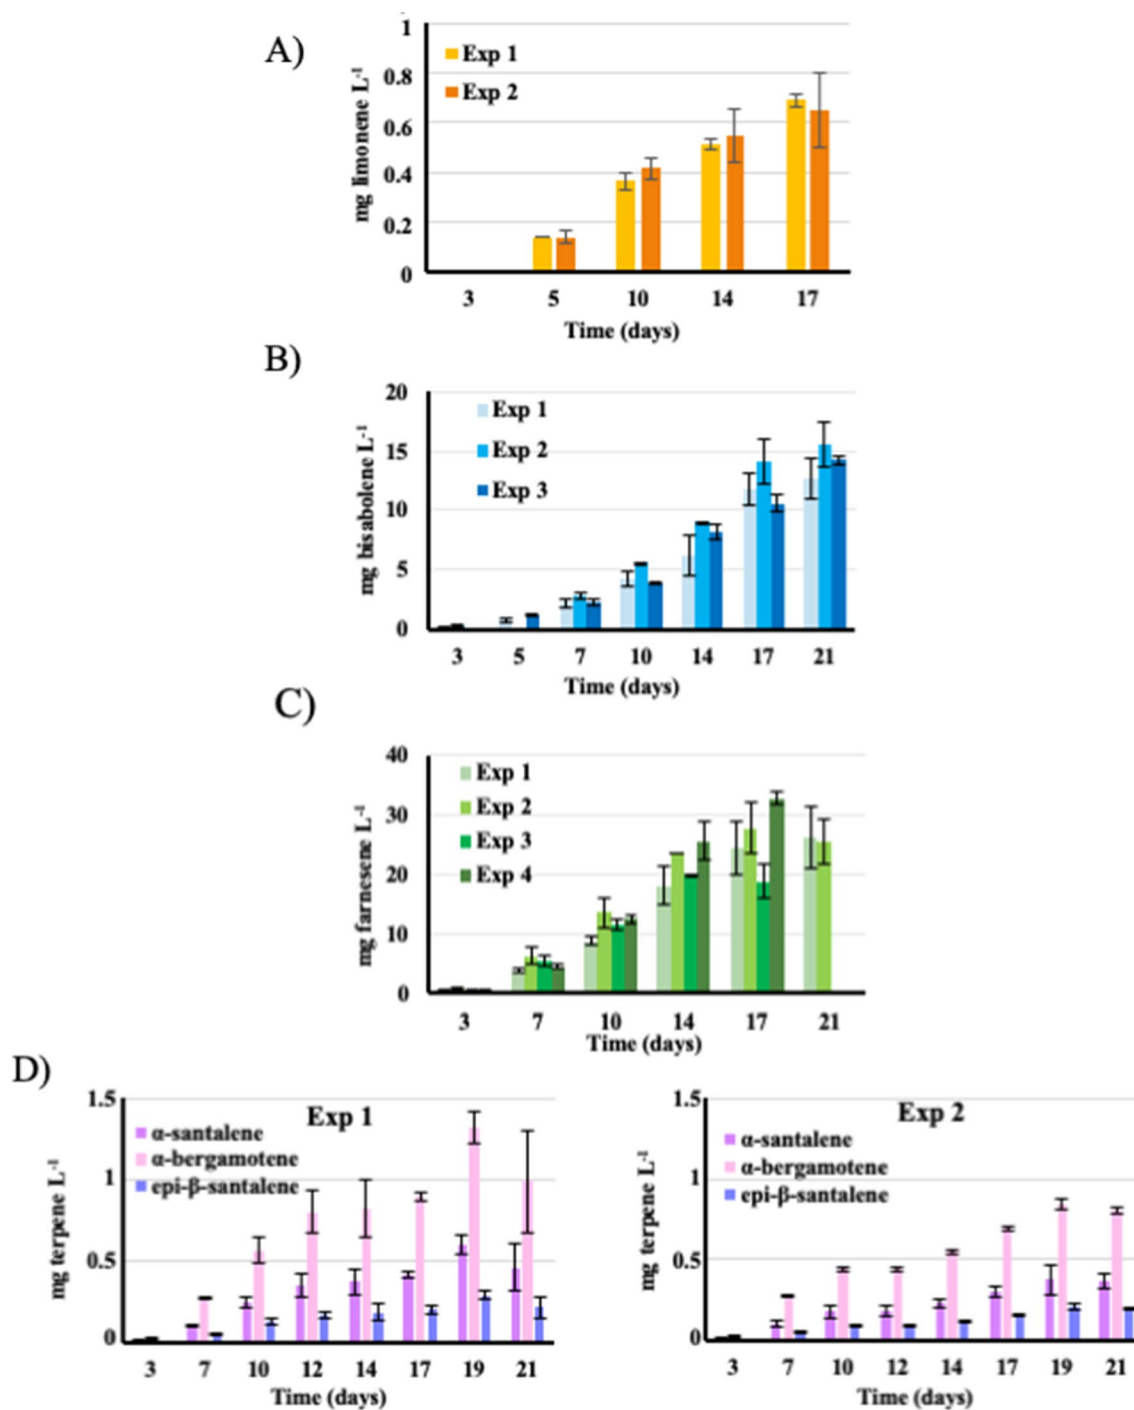 A)
mg limonene L-1
1
0.8
0.6
0.4
0.2
0
Exp 1
Exp 2
3 5 10 14 17
Time (days)
B)
mg bisabolene L-1
20
15
10
5
0
Exp 1
Exp 2
Exp 3
3 5 7 10 14 17 21
Time (days)
C)
mg farnesene L-1
40
30
20
10
0
Exp 1
Exp 2
Exp 3
Exp 4
3 7 10 14 17 21
Time (days)
D)
mg terpene L-1
1.5
1
0.5
0
Exp 1
α-santalene
α-bergamotene
epi-β-santalene
3 7 10 12 14 17 19 21
Time (days)
mg terpene L-1
1.5
1
0.5
0
Exp 2
α-santalene
α-bergamotene
epi-β-santalene
3 7 10 12 14 17 19 21
Time (days)